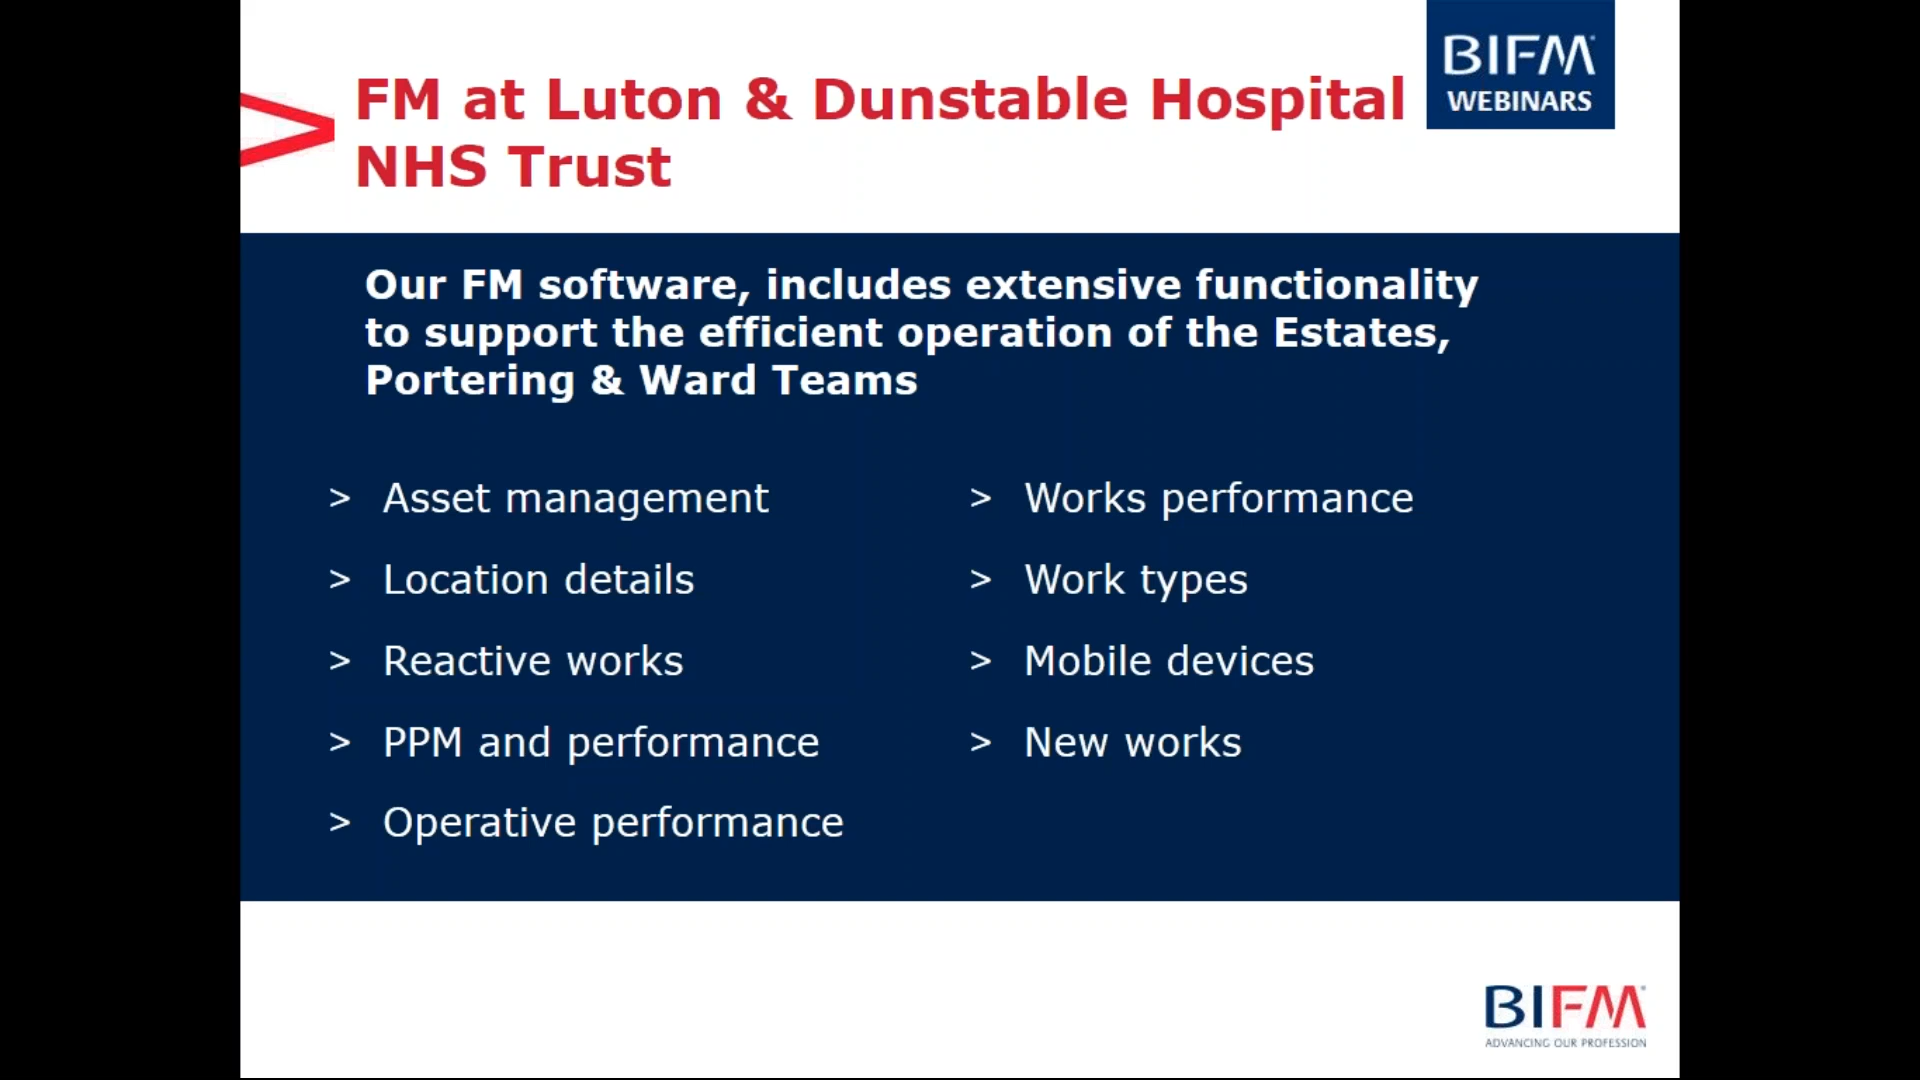 FM at Luton & Dunstable Hospital
NHS Trust
BIFM
WEBINARS
Our FM software, includes extensive functionality
to support the efficient operation of the Estates,
Portering & Ward Teams
> Asset management
> Location details
> Reactive works
> PPM and performance
> Operative performance
> Works performance
> Work types
> Mobile devices
> New works
BIFM
ADVANCING OUR PROFESSION